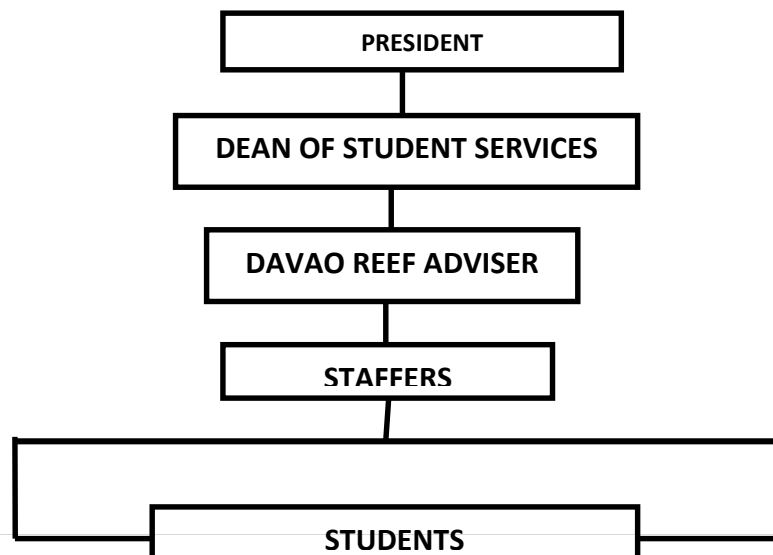 PRESIDENT
DEAN OF STUDENT SERVICES
DAVAO REEF ADVISER
STAFFERS
STUDENTS